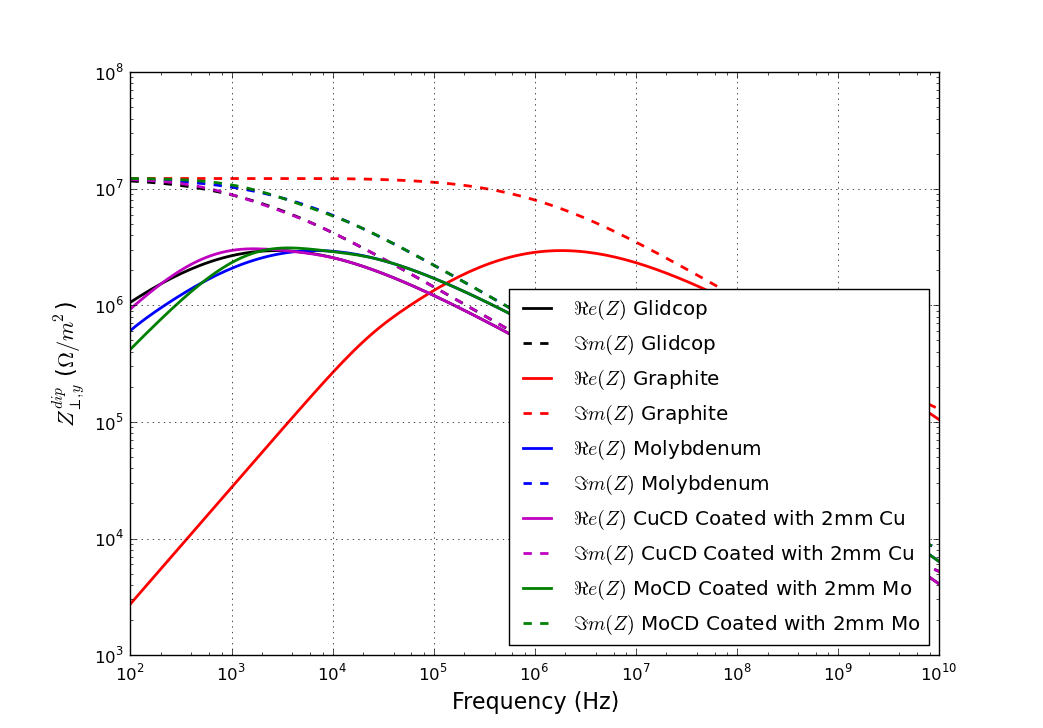 10^8
10^7
10^6
10^5
10^4
10^3
Z_{⊥,y}^{dip} (Ω/m^2)
ℜe(Z) Glidcop
ℑm(Z) Glidcop
ℜe(Z) Graphite
ℑm(Z) Graphite
ℜe(Z) Molybdenum
ℑm(Z) Molybdenum
ℜe(Z) CuCD Coated with 2mm Cu
ℑm(Z) CuCD Coated with 2mm Cu
ℜe(Z) MoCD Coated with 2mm Mo
ℑm(Z) MoCD Coated with 2mm Mo
10^2 10^3 10^4 10^5 10^6 10^7 10^8 10^9 10^10
Frequency (Hz)